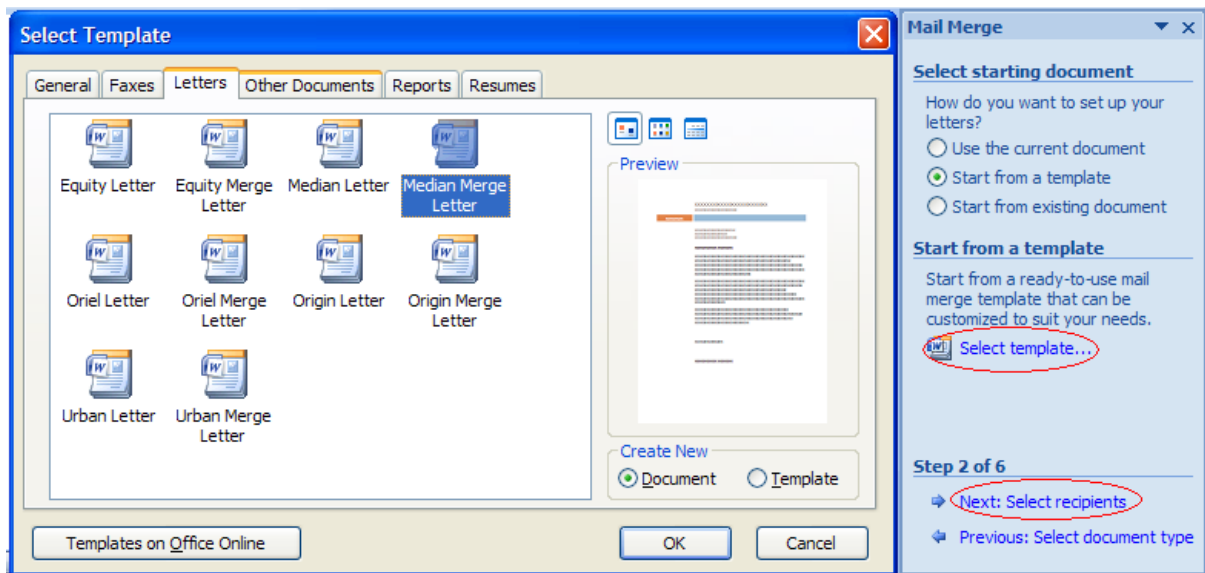 Select Template
General Faxes Letters Other Documents Reports Resumes
Equity Letter
Equity Merge
Letter
Median Letter
Median Merge
Letter
Oriel Letter
Oriel Merge
Letter
Origin Letter
Origin Merge
Letter
Urban Letter
Urban Merge
Letter
Preview
Create New
Document Template
Templates on Office Online
OK Cancel
Mail Merge
Select starting document
How do you want to set up your
letters?
Use the current document
Start from a template
Start from existing document
Start from a template
Start from a ready-to-use mail
merge template that can be
customized to suit your needs.
Select template...
Step 2 of 6
Next: Select recipients
Previous: Select document type